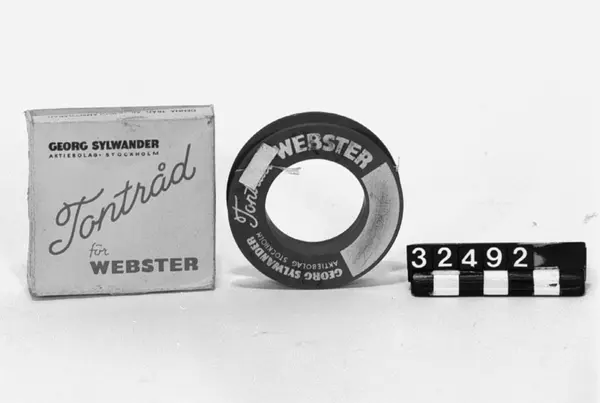 GEORG SYLWANDER
AKTIEBOLAG - STOCKHOLM
Tontråd
för
WEBSTER
WEBSTER
GEORG SYLWANDER
AKTIEBOLAG STOCKHOLM
32492